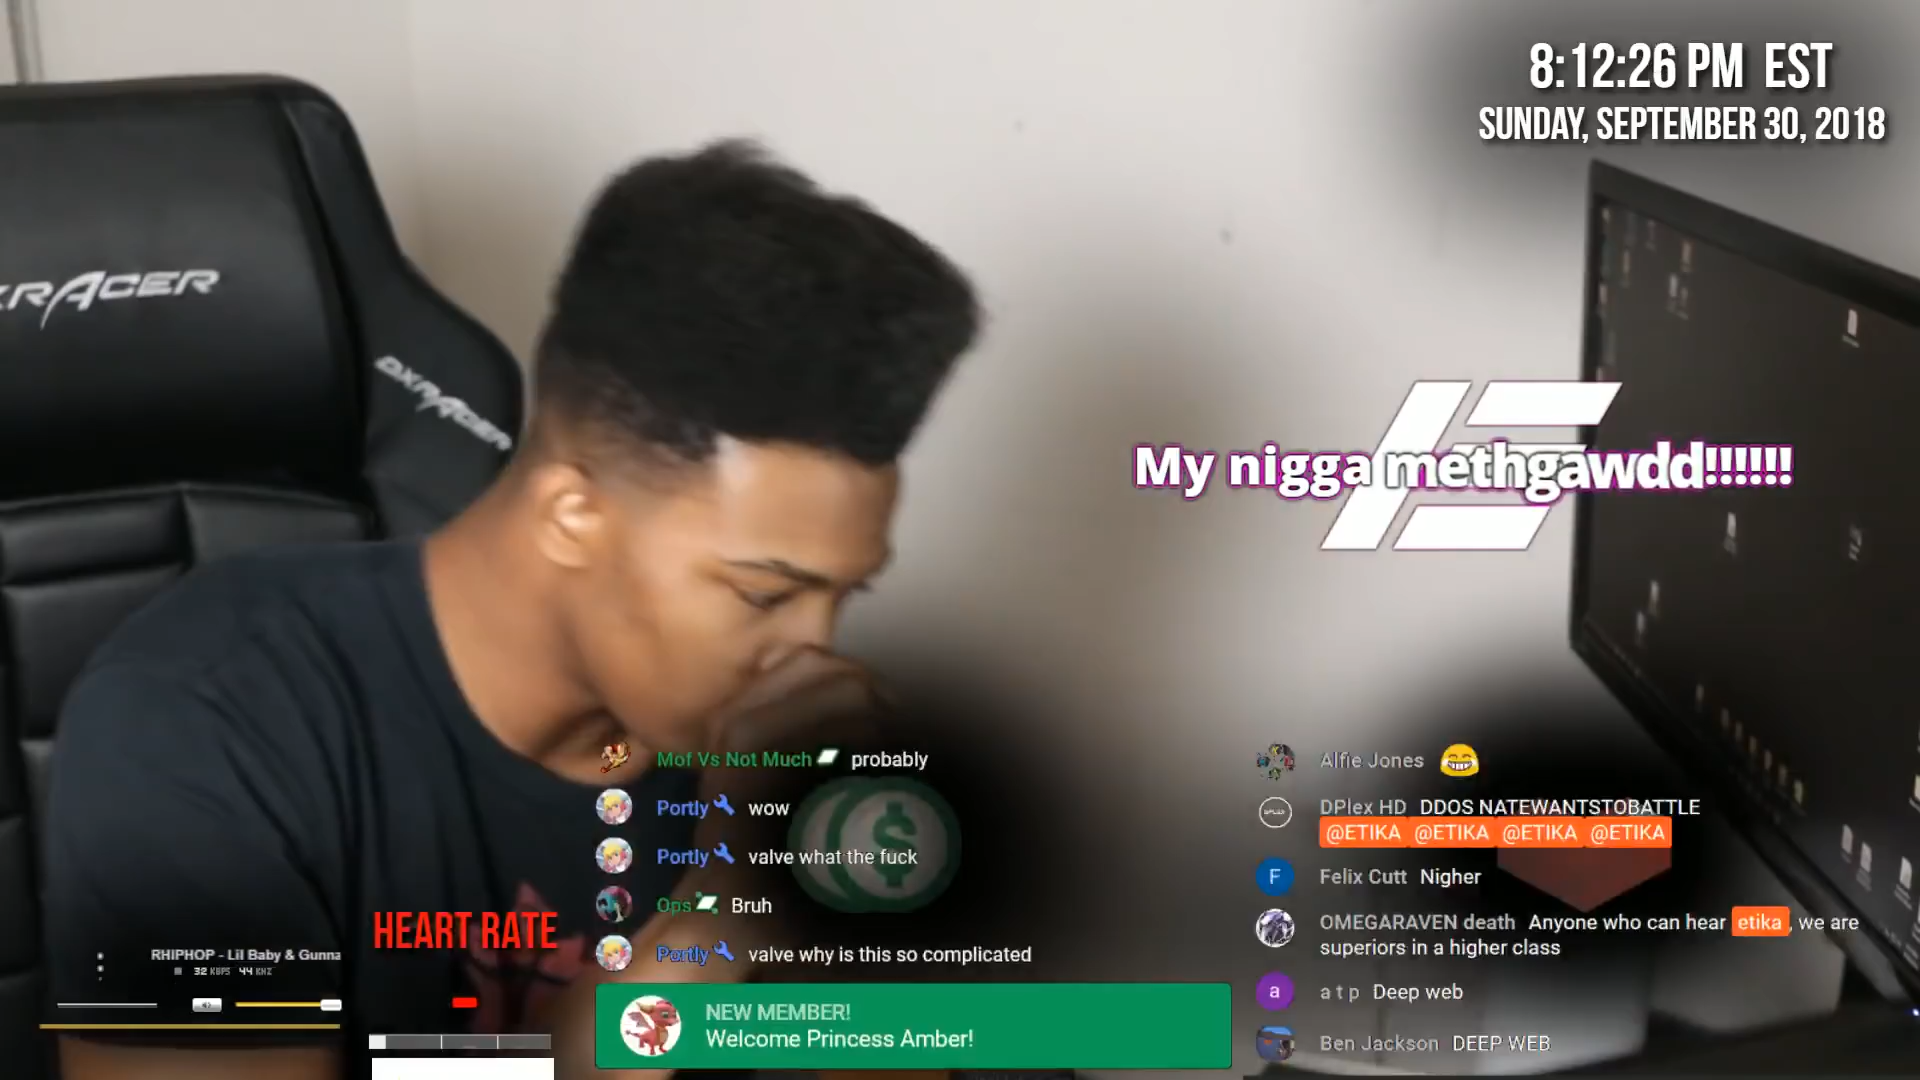 8:12:26 PM EST
SUNDAY, SEPTEMBER 30, 2018
XRACER
DXRACER
My nigga methgawdd!!!!!!
Mof Vs Not Much probably
Portly wow
Portly valve what the fuck
Ops Bruh
Portly valve why is this so complicated
NEW MEMBER!
Welcome Princess Amber!
Alfie Jones
DPlex HD DDOS NATEWANTSTOBATTLE
@ETIKA @ETIKA @ETIKA @ETIKA
F Felix Cutt Nigher
OMEGARAVEN death Anyone who can hear etika, we are
superiors in a higher class
a a t p Deep web
Ben Jackson DEEP WEB
HEART RATE
RHIPHOP - Lil Baby & Gunna
32 KBPS 44 KHZ